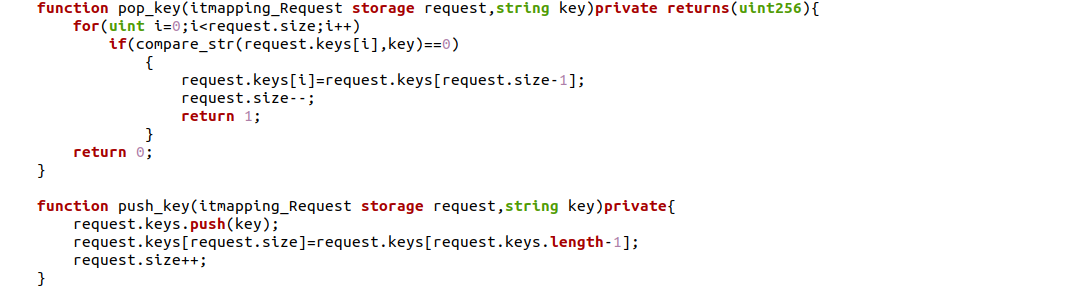 function pop_key(itmapping_Request storage request,string key)private returns(uint256){
for(uint i=0;i<request.size;i++)
if(compare_str(request.keys[i],key)==0)
{
request.keys[i]=request.keys[request.size-1];
request.size--;
return 1;
}
return 0;
}
function push_key(itmapping_Request storage request,string key)private{
request.keys.push(key);
request.keys[request.size]=request.keys[request.keys.length-1];
request.size++;
}